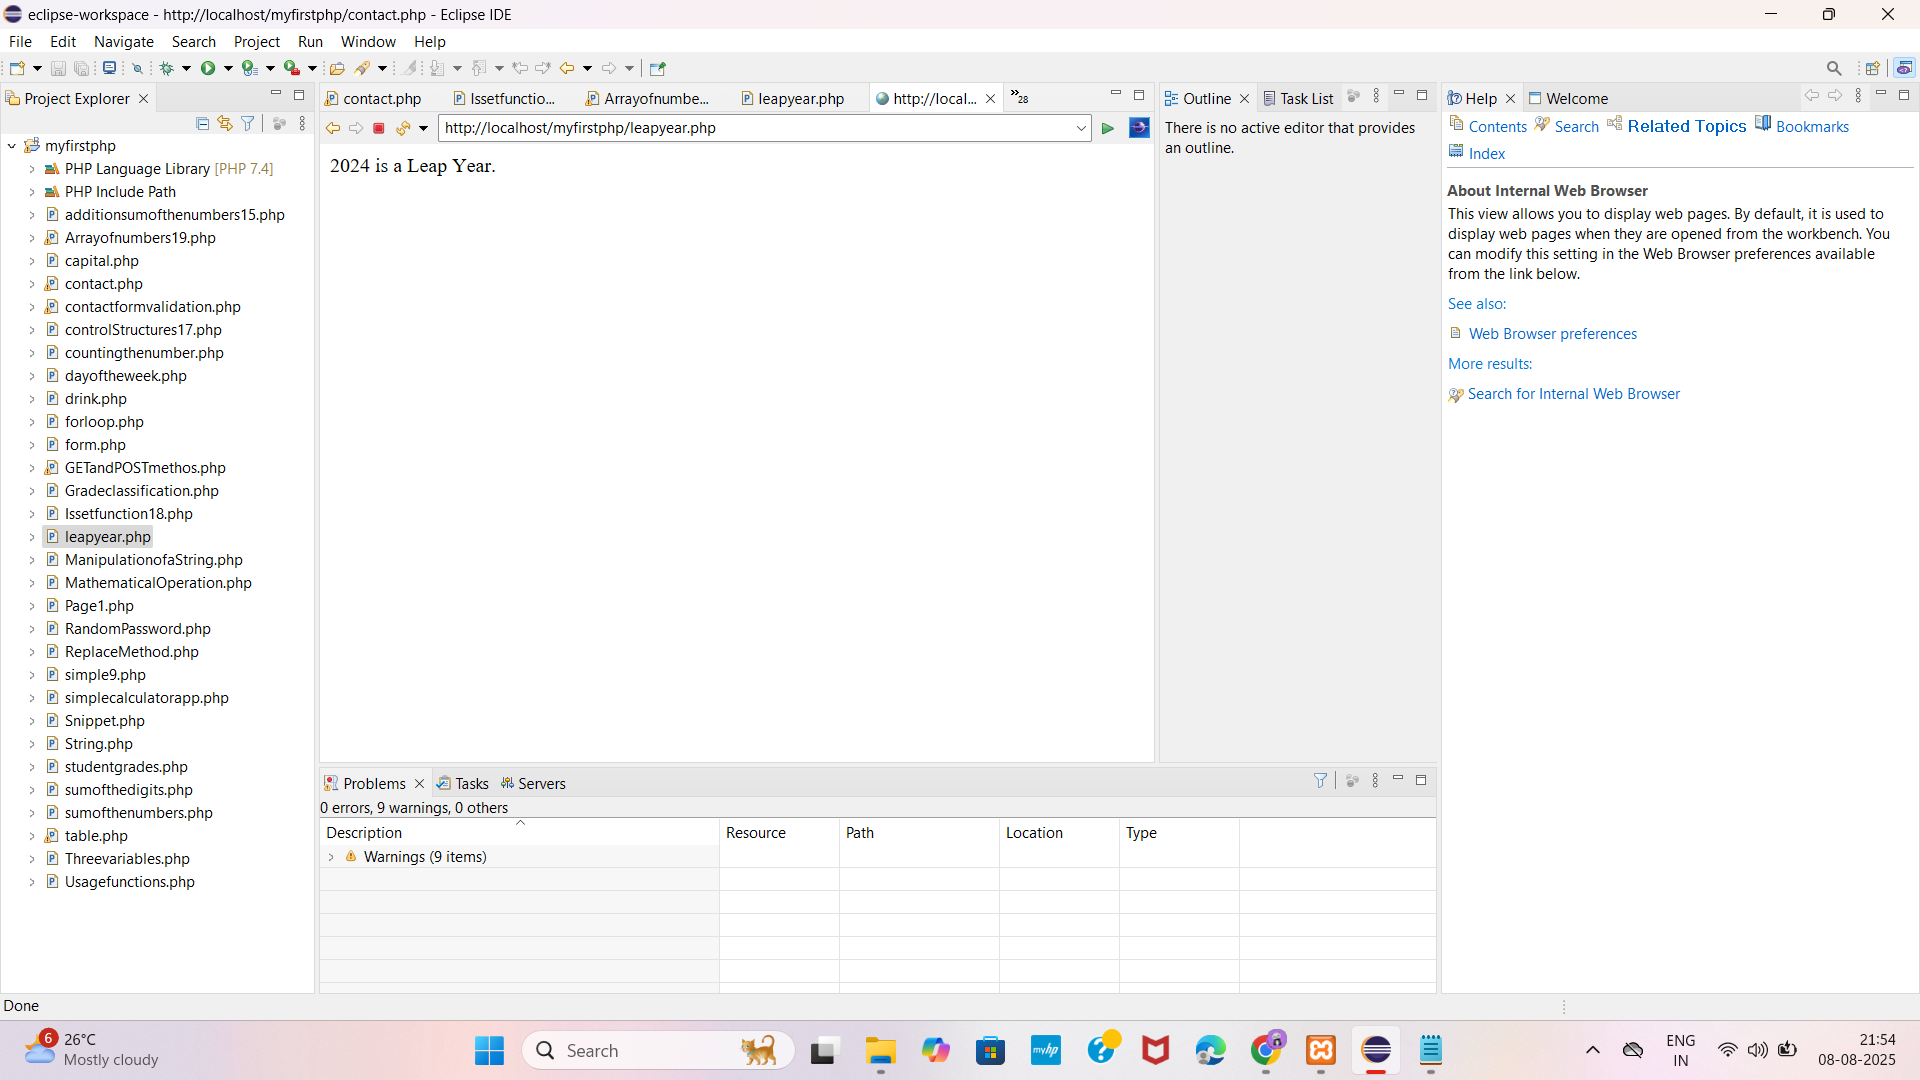 eclipse-workspace - http://localhost/myfirstphp/contact.php - Eclipse IDE
File Edit Navigate Search Project Run Window Help
Project Explorer
myfirstphp
PHP Language Library [PHP 7.4]
PHP Include Path
additionsumofthenumbers15.php
Arrayofnumbers19.php
capital.php
contact.php
contactformvalidation.php
controlStructures17.php
countingthenumber.php
dayoftheweek.php
drink.php
forloop.php
form.php
GETandPOSTmethos.php
Gradeclassification.php
Issetfunction18.php
leapyear.php
ManipulationofaString.php
MathematicalOperation.php
Page1.php
RandomPassword.php
ReplaceMethod.php
simple9.php
simplecalculatorapp.php
Snippet.php
String.php
studentgrades.php
sumofthedigits.php
sumofthenumbers.php
table.php
Threevariables.php
Usagefunctions.php
contact.php Issetfunctio... Arrayofnumbe... leapyear.php http://local... »28
http://localhost/myfirstphp/leapyear.php
2024 is a Leap Year.
Outline Task List
There is no active editor that provides
an outline.
Help Welcome
Contents Search Related Topics Bookmarks
Index
About Internal Web Browser
This view allows you to display web pages. By default, it is used to
display web pages when they are opened from the workbench. You
can modify this setting in the Web Browser preferences available
from the link below.
See also:
Web Browser preferences
More results:
Search for Internal Web Browser
Problems Tasks Servers
0 errors, 9 warnings, 0 others
Description Resource Path Location Type
Warnings (9 items)
Done
6 26°C
Mostly cloudy
Search
myhp
ENG
IN
21:54
08-08-2025